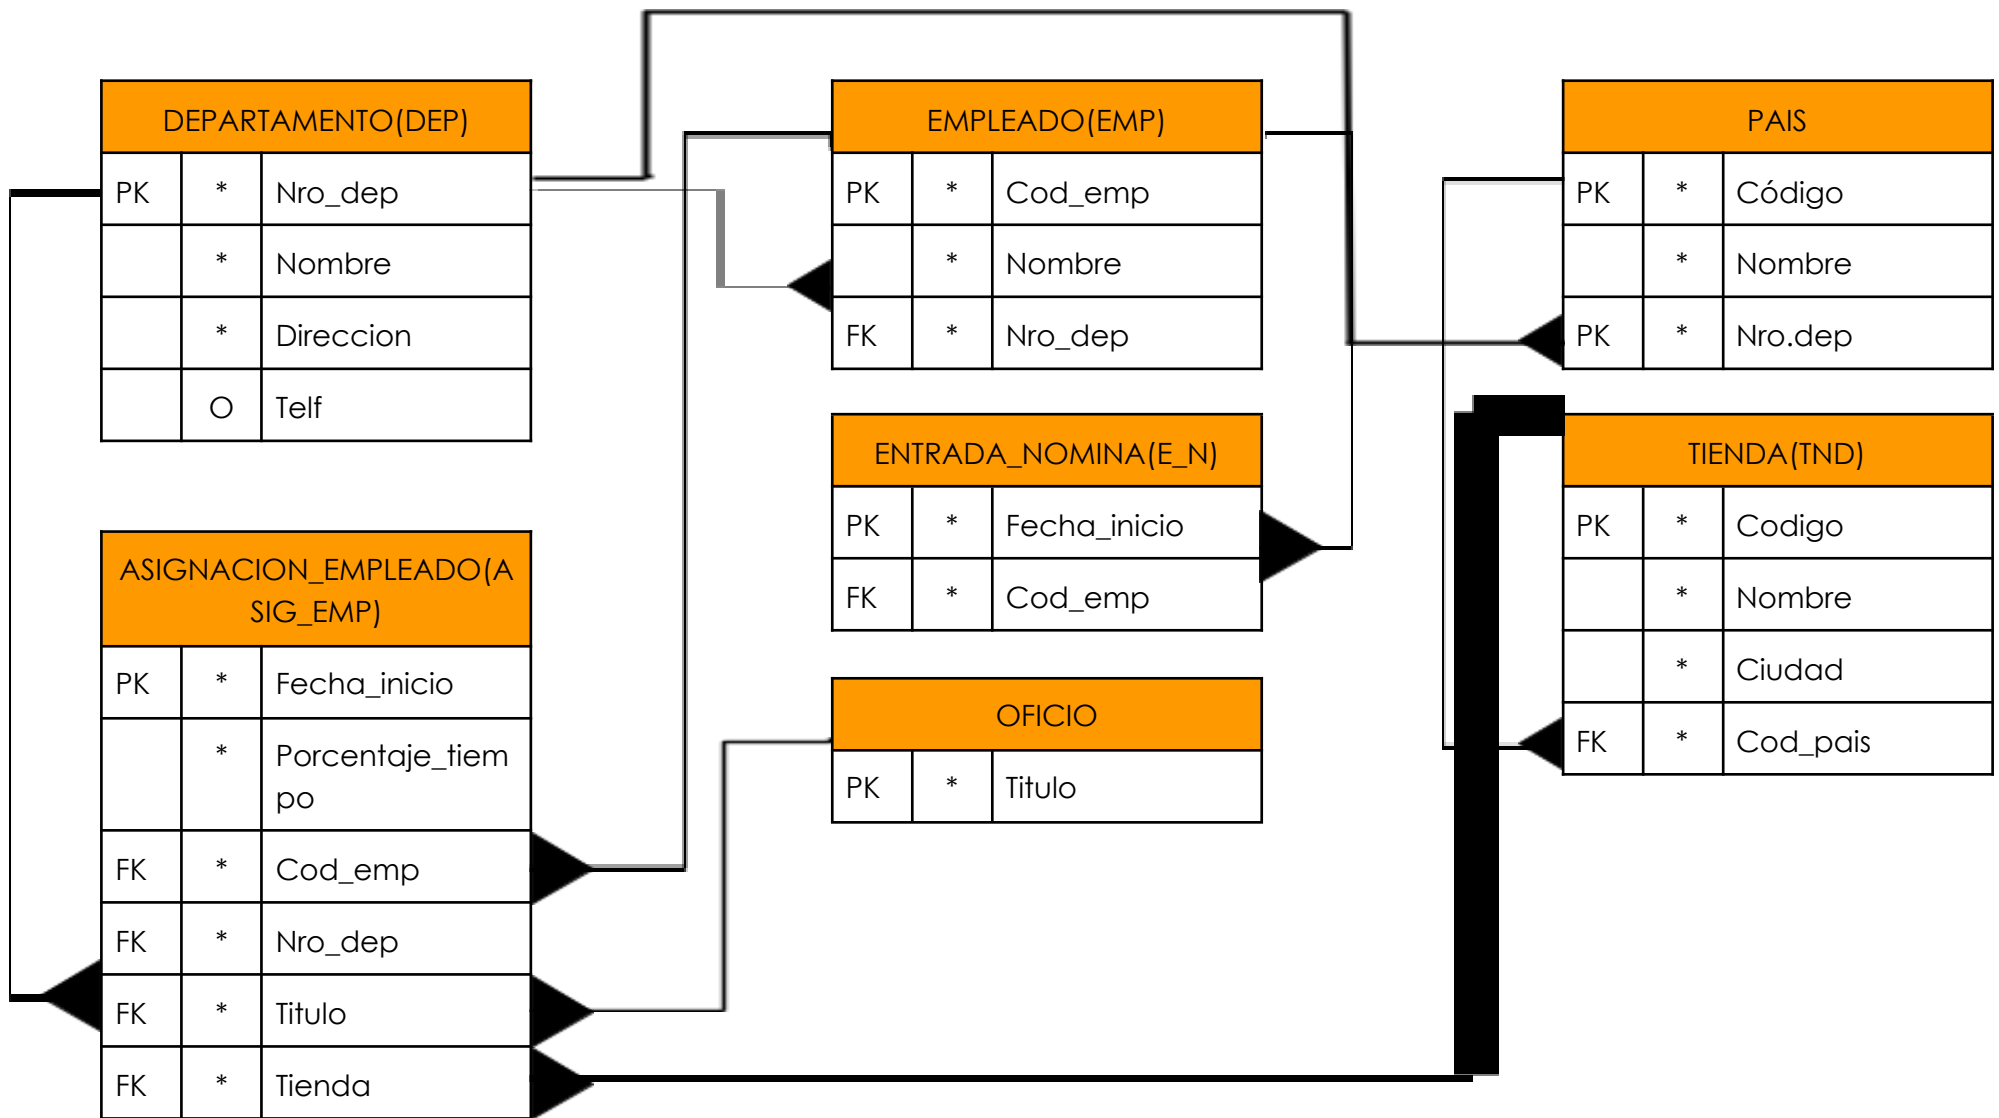 DEPARTAMENTO(DEP)
PK * Nro_dep
* Nombre
* Direccion
O Telf
EMPLEADO(EMP)
PK * Cod_emp
* Nombre
FK * Nro_dep
PAIS
PK * Código
* Nombre
PK * Nro.dep
ENTRADA_NOMINA(E_N)
PK * Fecha_inicio
FK * Cod_emp
TIENDA(TND)
PK * Codigo
* Nombre
* Ciudad
FK * Cod_pais
ASIGNACION_EMPLEADO(A
SIG_EMP)
PK * Fecha_inicio
* Porcentaje_tiem
po
FK * Cod_emp
FK * Nro_dep
FK * Titulo
FK * Tienda
OFICIO
PK * Titulo